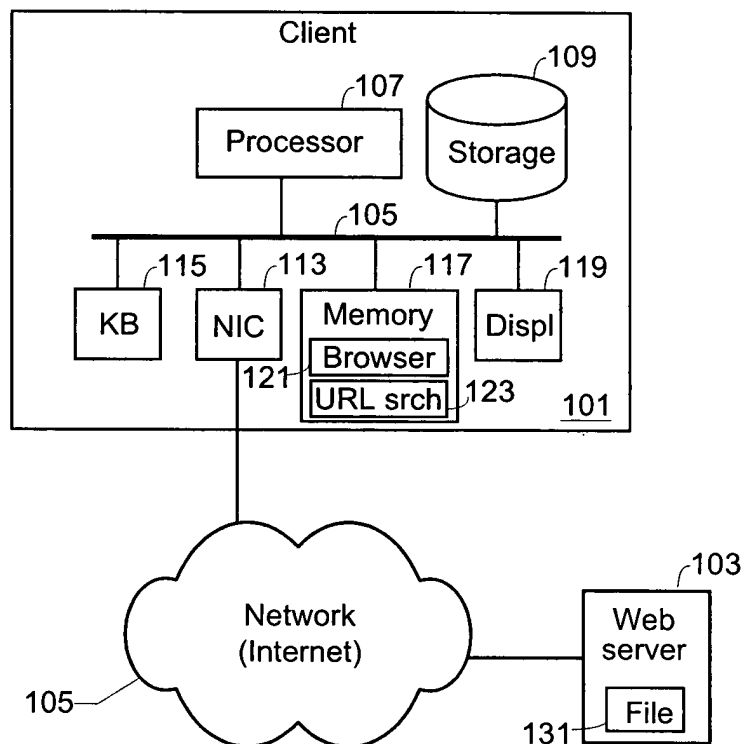 Client
109
107
Processor
Storage
105
115
113
117
119
KB
NIC
Memory
Displ
Browser
121
URL srch
123
101
103
Network
(Internet)
Web
server
105
File
131